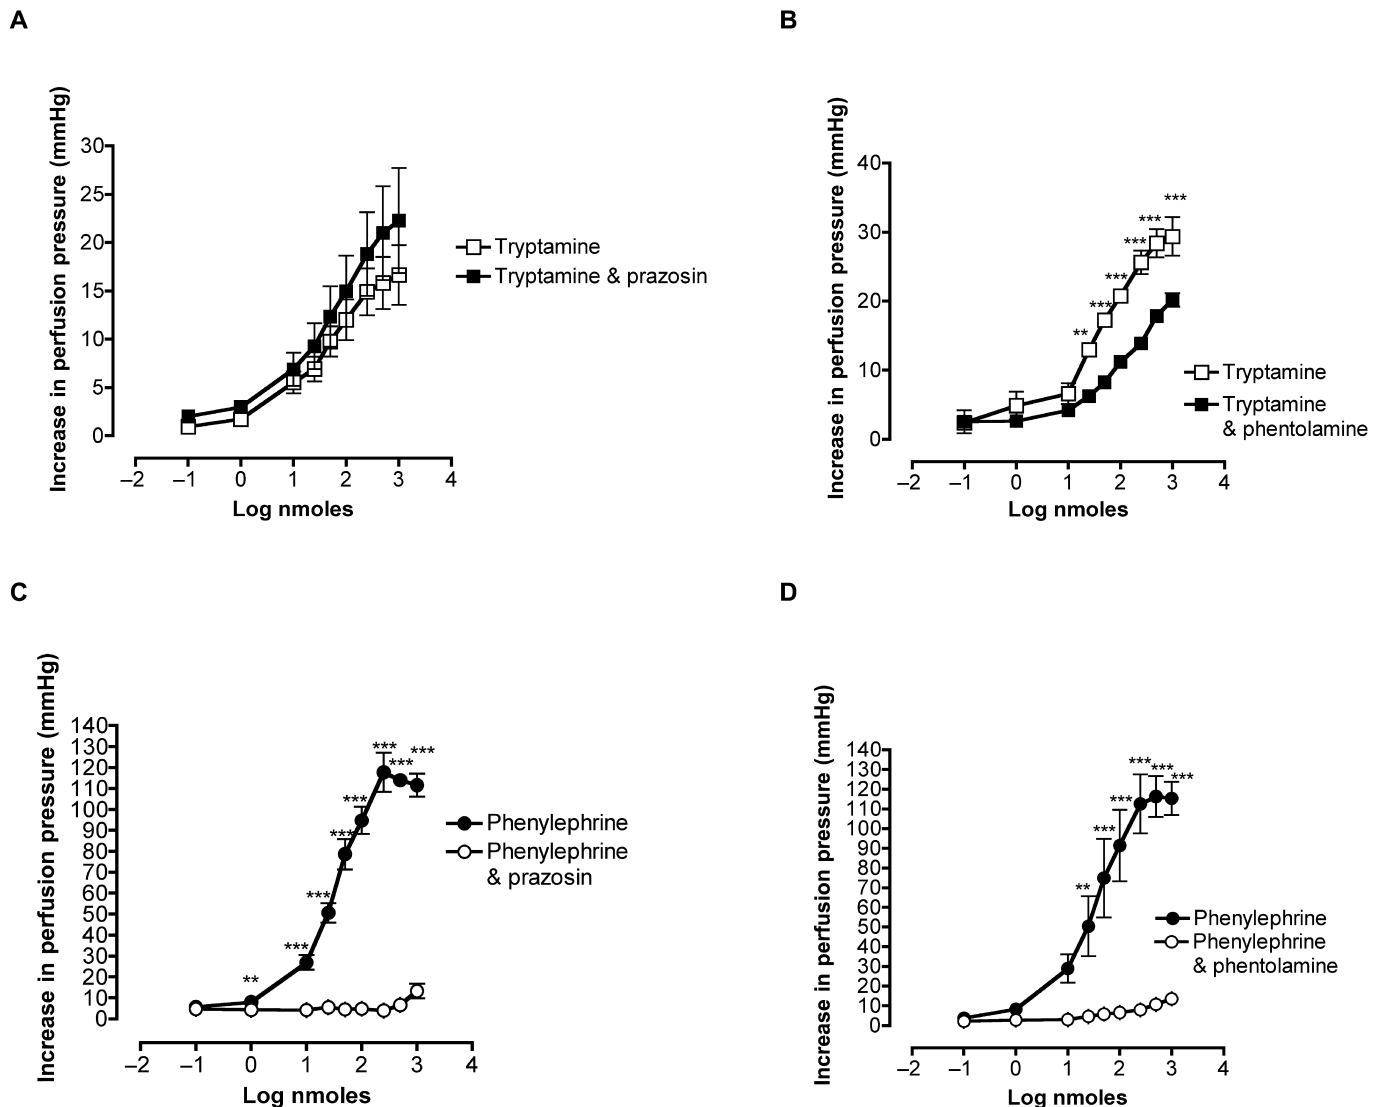 A
Increase in perfusion pressure (mmHg)
30
25
20
15
10
5
0
–2 –1 0 1 2 3 4
Log nmoles
Tryptamine
Tryptamine & prazosin
B
Increase in perfusion pressure (mmHg)
40
30
20
10
0
**
***
***
***
***
***
–2 –1 0 1 2 3 4
Log nmoles
Tryptamine
Tryptamine
& phentolamine
C
Increase in perfusion pressure (mmHg)
140
130
120
110
100
90
80
70
60
50
40
30
20
10
0
**
***
***
***
***
***
***
***
–2 –1 0 1 2 3 4
Log nmoles
Phenylephrine
Phenylephrine
& prazosin
D
Increase in perfusion pressure (mmHg)
140
130
120
110
100
90
80
70
60
50
40
30
20
10
0
**
***
***
***
***
***
–2 –1 0 1 2 3 4
Log nmoles
Phenylephrine
Phenylephrine
& phentolamine